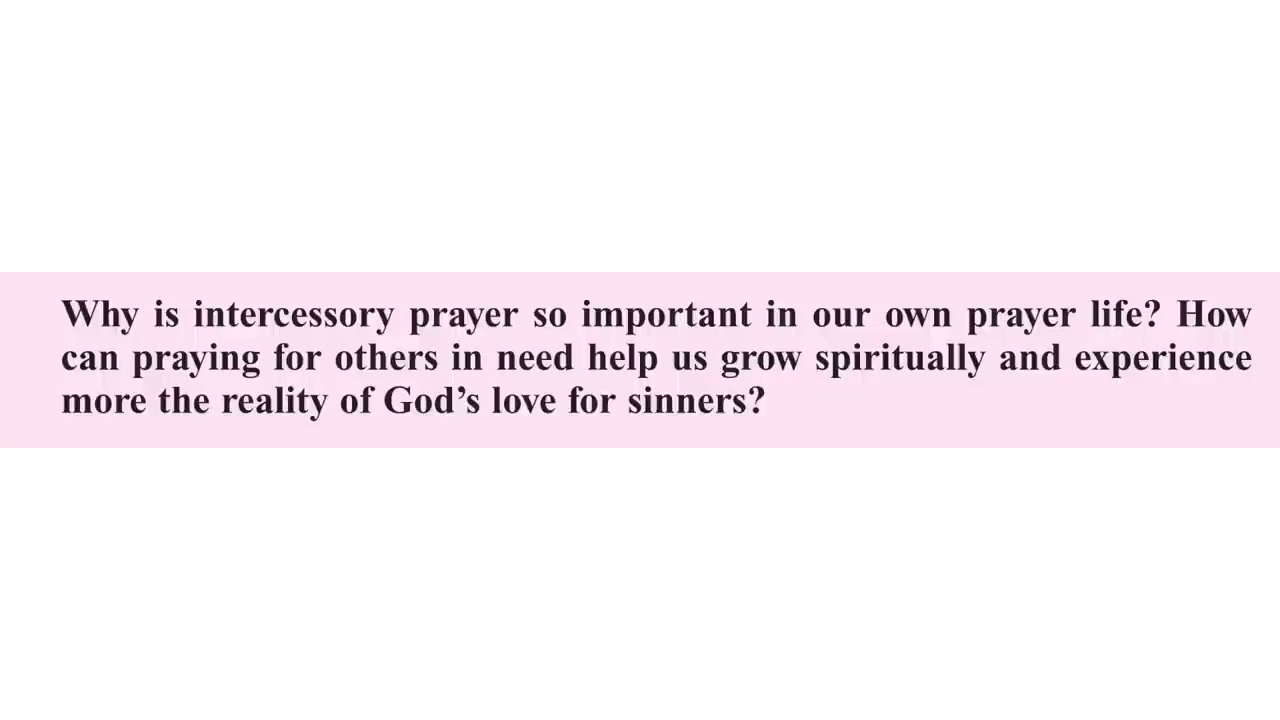 Why is intercessory prayer so important in our own prayer life? How
can praying for others in need help us grow spiritually and experience
more the reality of God’s love for sinners?